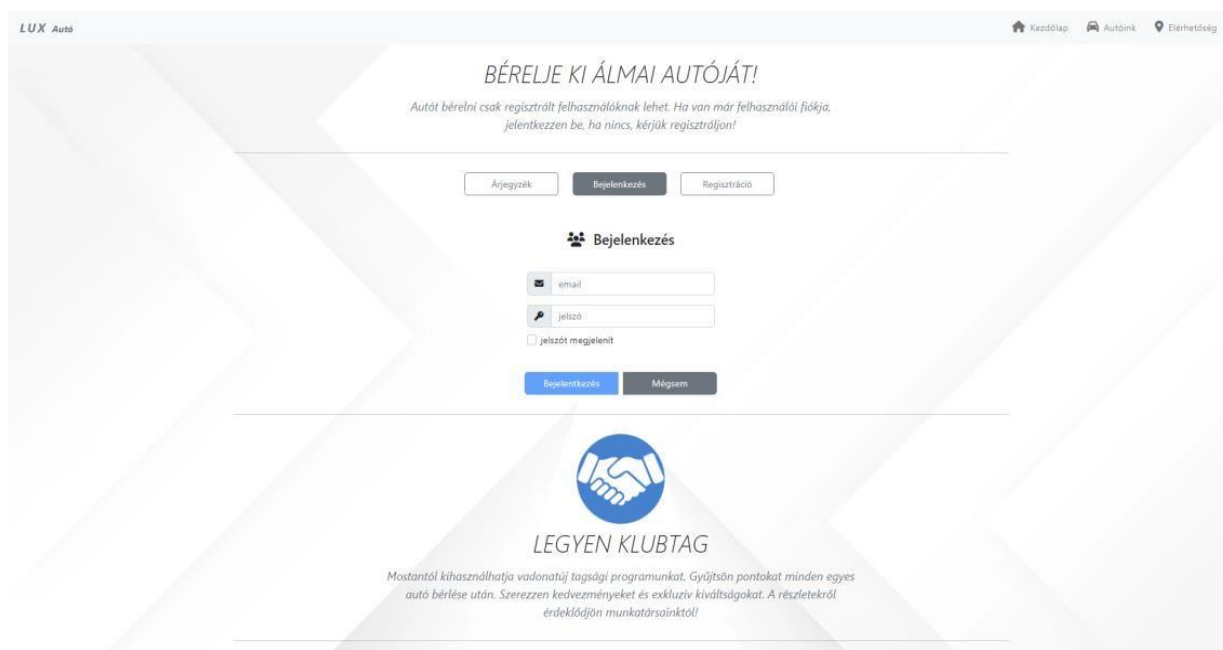 LUX Autó
Kezdőlap Autóink Elérhetőség
BÉRELJE KI ÁLMAI AUTÓJÁT!
Autót bérelni csak regisztrált felhasználóknak lehet. Ha van már felhasználói fiókja,
jelentkezzen be, ha nincs, kérjük regisztráljon!
Árjegyzék Bejelenkezés Regisztráció
Bejelenkezés
email
jelszó
jelszót megjelenít
Bejelentkezés Mégsem
LEGYEN KLUBTAG
Mostantól kihasználhatja vadonatúj tagsági programunkat. Gyűjtsön pontokat minden egyes
autó bérlése után. Szerezzen kedvezményeket és exkluzív kiváltságokat. A részletekről
érdeklődjön munkatársainktól!